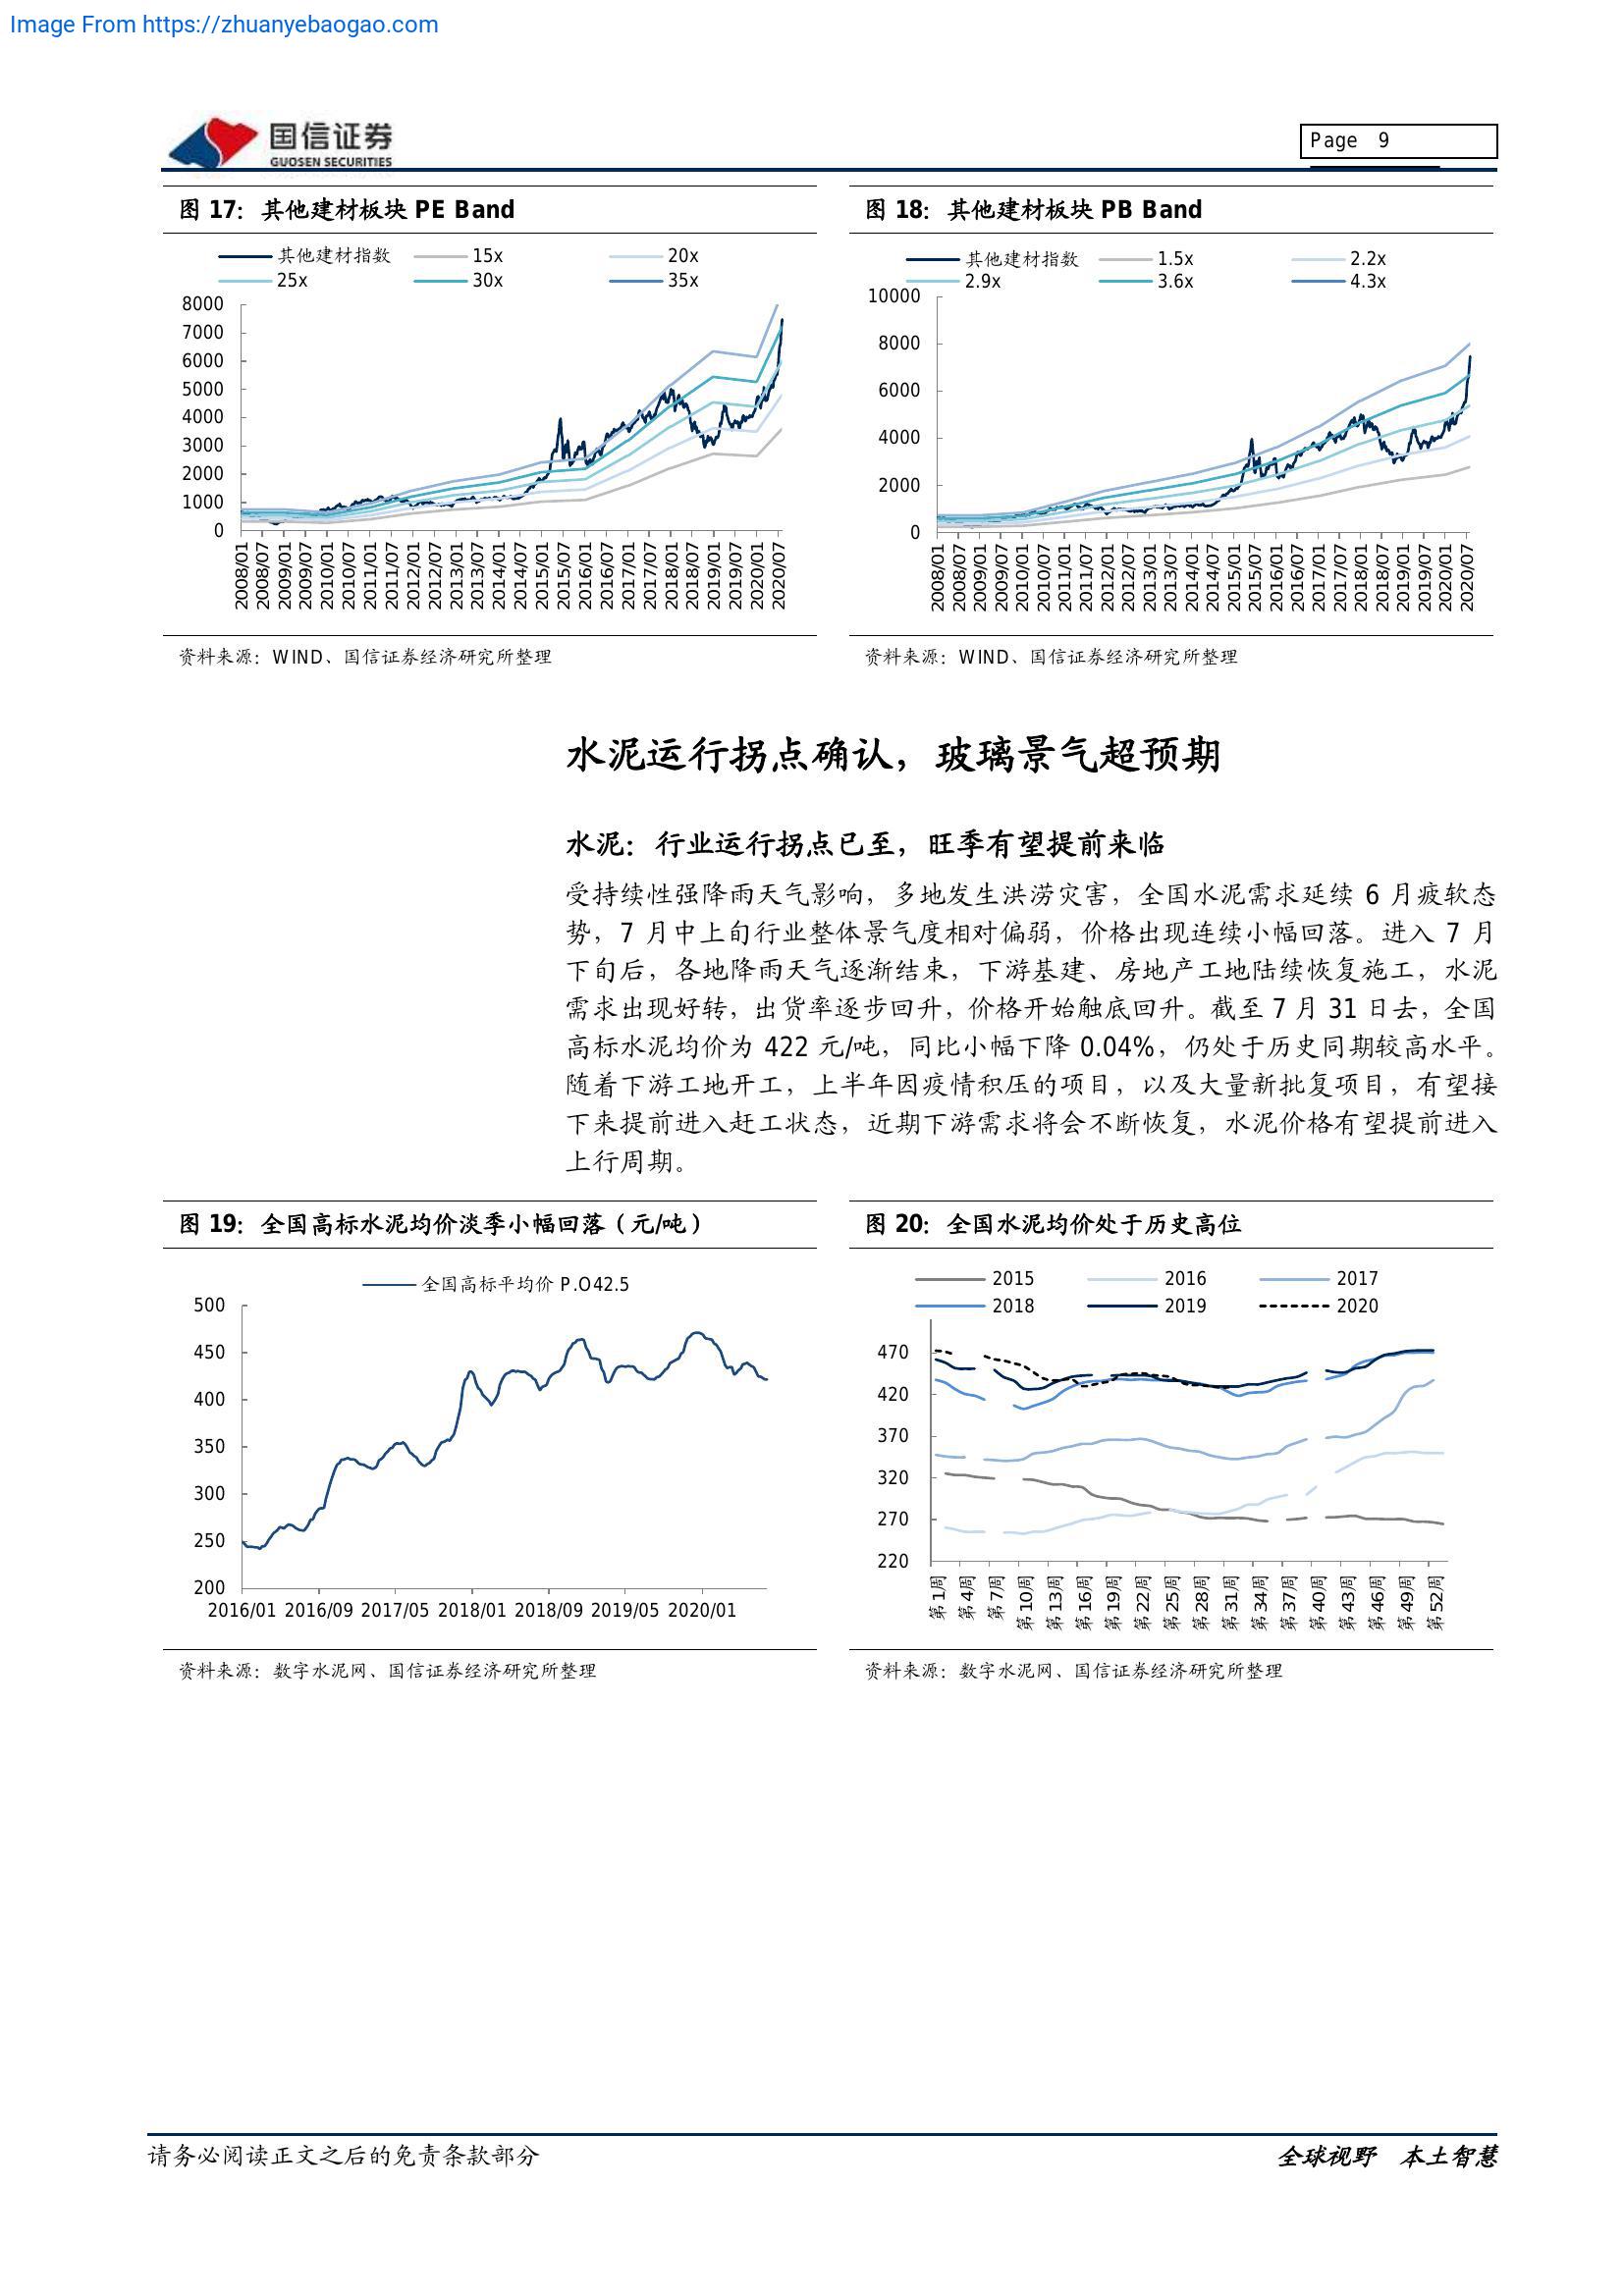 Image From https://zhuanyebaogao.com
国信证券
GUOSEN SECURITIES
Page 9
图 17：其他建材板块 PE Band
其他建材指数 15x 20x
25x 30x 35x
8000
7000
6000
5000
4000
3000
2000
1000
0
2008/01 2008/07 2009/01 2009/07 2010/01 2010/07 2011/01 2011/07 2012/01 2012/07 2013/01 2013/07 2014/01 2014/07 2015/01 2015/07 2016/01 2016/07 2017/01 2017/07 2018/01 2018/07 2019/01 2019/07 2020/01 2020/07
资料来源：WIND、国信证券经济研究所整理
图 18：其他建材板块 PB Band
其他建材指数 1.5x 2.2x
2.9x 3.6x 4.3x
10000
8000
6000
4000
2000
0
2008/01 2008/07 2009/01 2009/07 2010/01 2010/07 2011/01 2011/07 2012/01 2012/07 2013/01 2013/07 2014/01 2014/07 2015/01 2015/07 2016/01 2016/07 2017/01 2017/07 2018/01 2018/07 2019/01 2019/07 2020/01 2020/07
资料来源：WIND、国信证券经济研究所整理
水泥运行拐点确认，玻璃景气超预期
水泥：行业运行拐点已至，旺季有望提前来临
受持续性强降雨天气影响，多地发生洪涝灾害，全国水泥需求延续 6 月疲软态
势，7 月中上旬行业整体景气度相对偏弱，价格出现连续小幅回落。进入 7 月
下旬后，各地降雨天气逐渐结束，下游基建、房地产工地陆续恢复施工，水泥
需求出现好转，出货率逐步回升，价格开始触底回升。截至 7 月 31 日去，全国
高标水泥均价为 422 元/吨，同比小幅下降 0.04%，仍处于历史同期较高水平。
随着下游工地开工，上半年因疫情积压的项目，以及大量新批复项目，有望接
下来提前进入赶工状态，近期下游需求将会不断恢复，水泥价格有望提前进入
上行周期。
图 19：全国高标水泥均价淡季小幅回落（元/吨）
全国高标平均价 P.O42.5
500
450
400
350
300
250
200
2016/01 2016/09 2017/05 2018/01 2018/09 2019/05 2020/01
资料来源：数字水泥网、国信证券经济研究所整理
图 20：全国水泥均价处于历史高位
2015 2016 2017
2018 2019 2020
470
420
370
320
270
220
第1周 第4周 第7周 第10周 第13周 第16周 第19周 第22周 第25周 第28周 第31周 第34周 第37周 第40周 第43周 第46周 第49周 第52周
资料来源：数字水泥网、国信证券经济研究所整理
请务必阅读正文之后的免责条款部分
全球视野 本土智慧